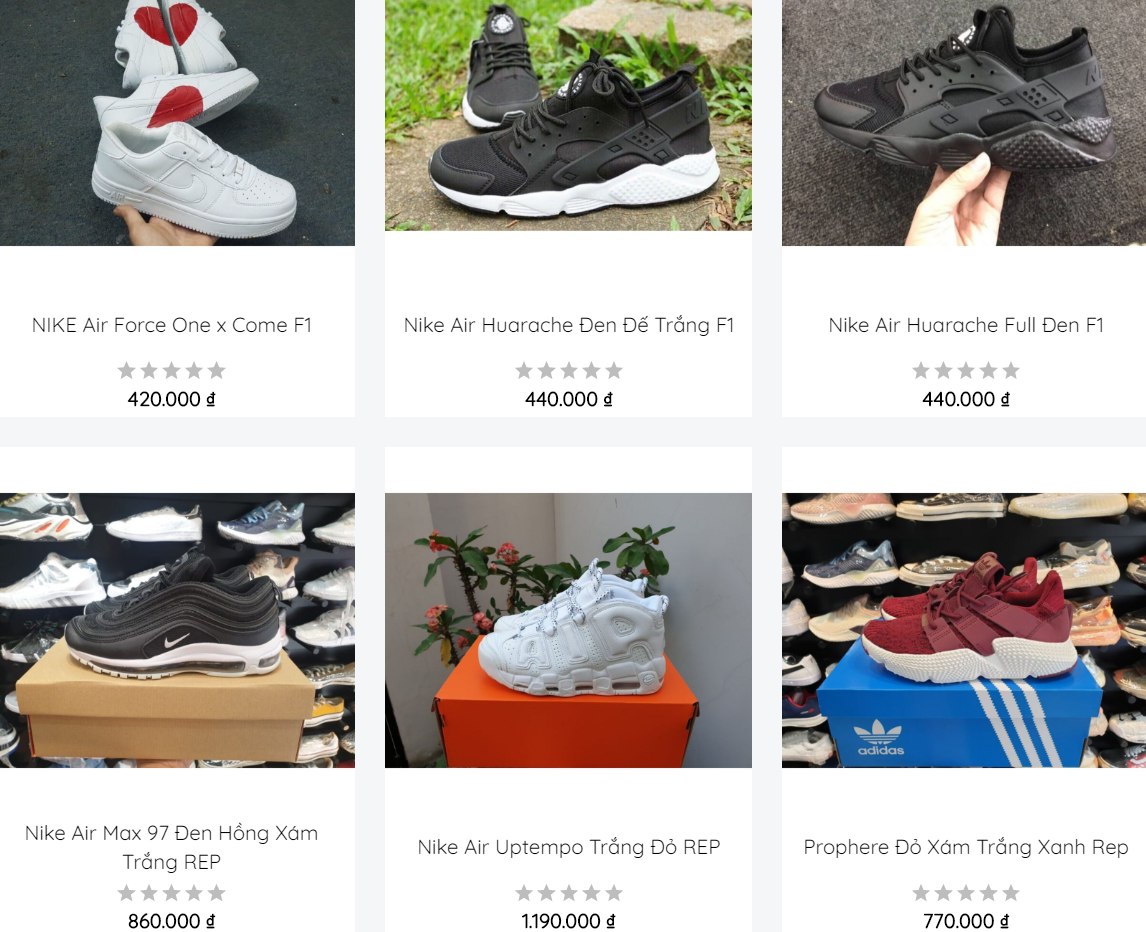 NIKE Air Force One x Come F1
420.000 ₫
Nike Air Huarache Đen Đế Trắng F1
440.000 ₫
Nike Air Huarache Full Đen F1
440.000 ₫
adidas
Nike Air Max 97 Đen Hồng Xám
Trắng REP
860.000 ₫
Nike Air Uptempo Trắng Đỏ REP
1.190.000 ₫
Prophere Đỏ Xám Trắng Xanh Rep
770.000 ₫